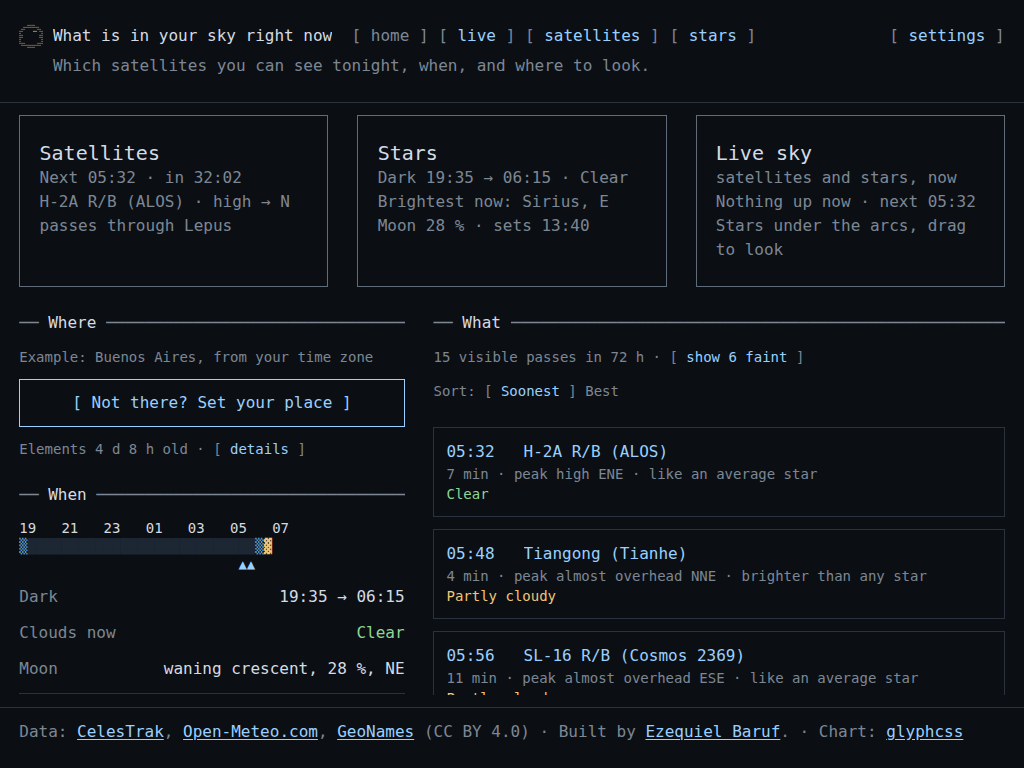 What is in your sky right now [ home ] [ live ] [ satellites ] [ stars ] [ settings ]
Which satellites you can see tonight, when, and where to look.
Satellites
Next 05:32 · in 32:02
H-2A R/B (ALOS) · high → N
passes through Lepus
Stars
Dark 19:35 → 06:15 · Clear
Brightest now: Sirius, E
Moon 28 % · sets 13:40
Live sky
satellites and stars, now
Nothing up now · next 05:32
Stars under the arcs, drag
to look
Where
Example: Buenos Aires, from your time zone
[ Not there? Set your place ]
Elements 4 d 8 h old · [ details ]
When
19 21 23 01 03 05 07
Dark 19:35 → 06:15
Clouds now Clear
Moon waning crescent, 28 %, NE
What
15 visible passes in 72 h · [ show 6 faint ]
Sort: [ Soonest ] Best
05:32 H-2A R/B (ALOS)
7 min · peak high ENE · like an average star
Clear
05:48 Tiangong (Tianhe)
4 min · peak almost overhead NNE · brighter than any star
Partly cloudy
05:56 SL-16 R/B (Cosmos 2369)
11 min · peak almost overhead ESE · like an average star
Data: CelesTrak, Open-Meteo.com, GeoNames (CC BY 4.0) · Built by Ezequiel Baruf. · Chart: glyphcss